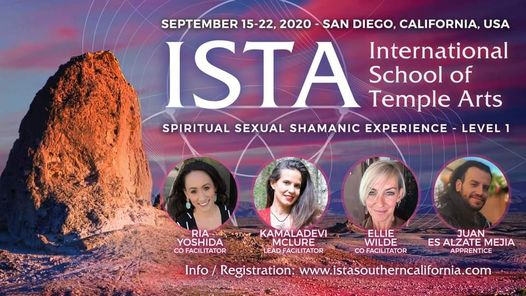 SEPTEMBER 15-22, 2020 - SAN DIEGO, CALIFORNIA, USA
ISTA
International
School of
Temple Arts
SPIRITUAL SEXUAL SHAMANIC EXPERIENCE - LEVEL 1
RIA
YOSHIDA
CO FACILITATOR
KAMALADEVI
MCLURE
LEAD FACILITATOR
ELLIE
WILDE
CO FACILITATOR
JUAN
ES ALZATE MEJIA
APPRENTICE
Info / Registration: www.istasoutherncalifornia.com